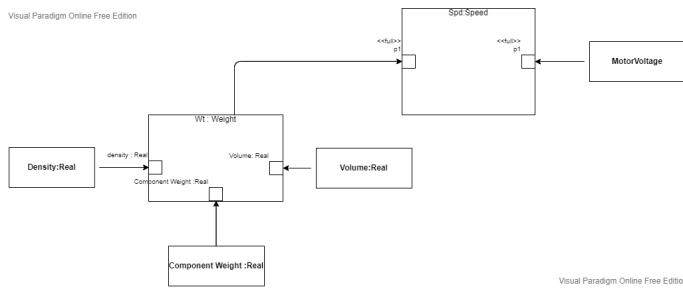 Visual Paradigm Online Free Edition
Spd:Speed
<<full>>
p1
<<full>>
p1
MotorVoltage
Wt : Weight
density : Real
Volume: Real
Density:Real
Volume:Real
Component Weight :Real
Component Weight :Real
Visual Paradigm Online Free Editio